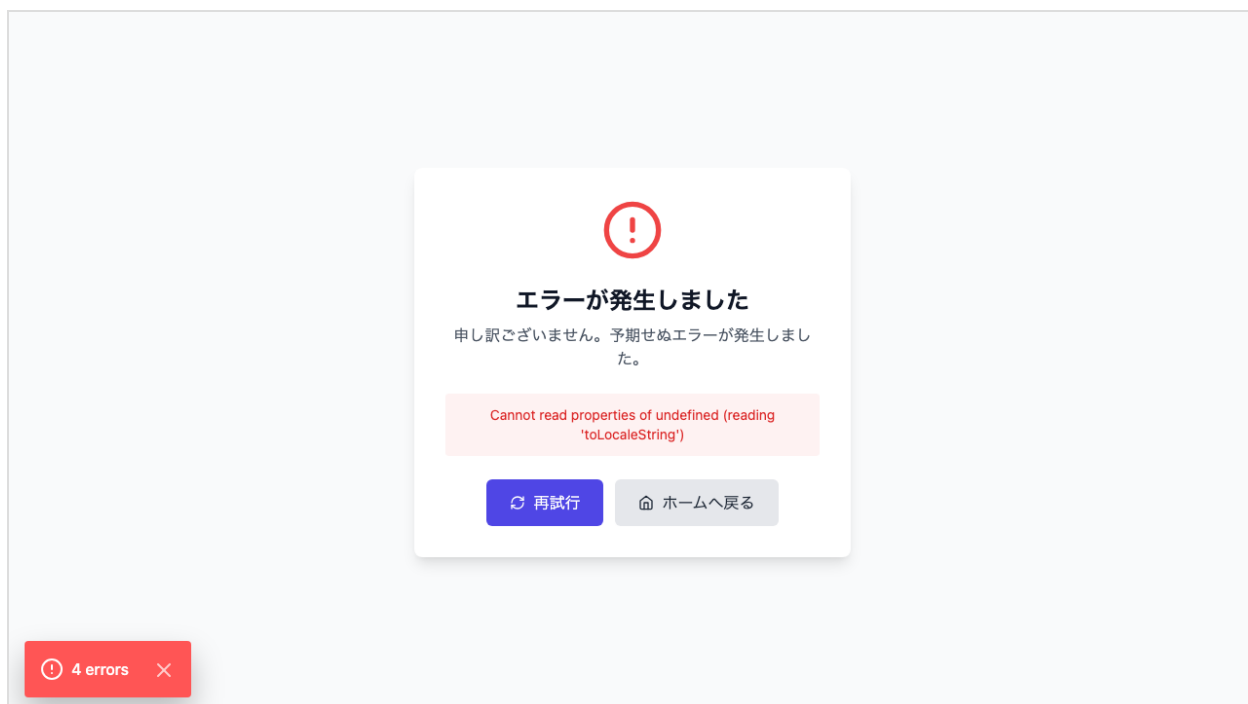 エラーが発生しました
申し訳ございません。予期せぬエラーが発生しまし
た。
Cannot read properties of undefined (reading
'toLocaleString')
再試行
ホームへ戻る
4 errors